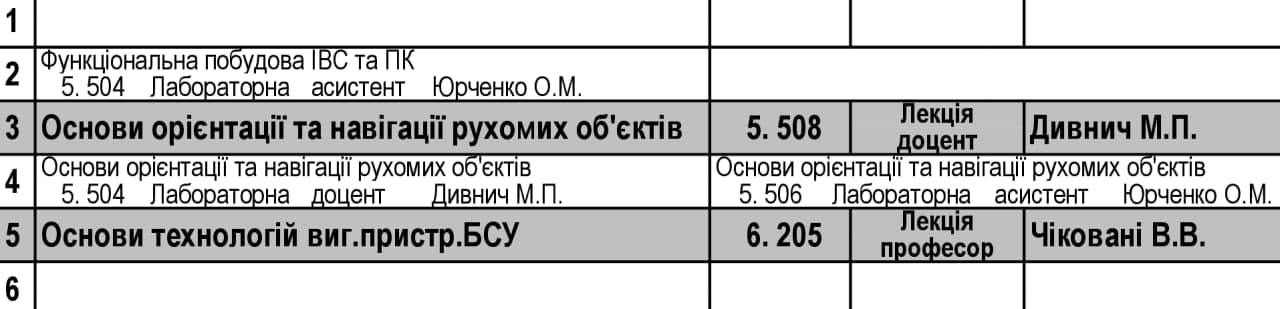 1
2 Функціональна побудова ІВС та ПК
5. 504 Лабораторна асистент Юрченко О.М.
3 Основи орієнтації та навігації рухомих об'єктів 5. 508 Лекція доцент Дивнич М.П.
4 Основи орієнтації та навігації рухомих об'єктів Основи орієнтації та навігації рухомих об'єктів
5. 504 Лабораторна доцент Дивнич М.П. 5. 506 Лабораторна асистент Юрченко О.М.
5 Основи технологій виг.пристр.БСУ 6. 205 Лекція професор Чіковані В.В.
6